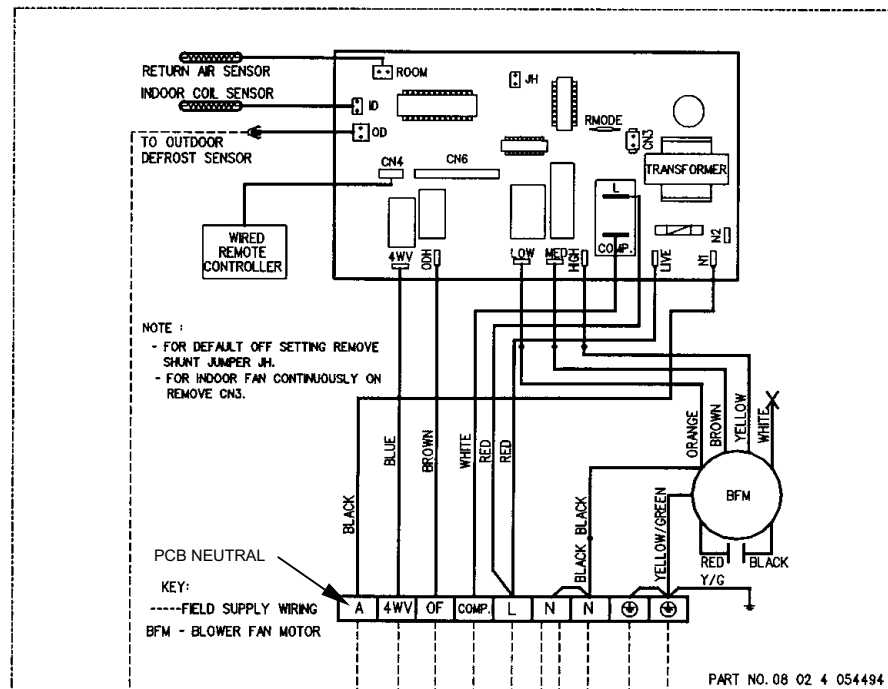 RETURN AIR SENSOR
INDOOR COIL SENSOR
TO OUTDOOR
DEFROST SENSOR
ROOM
ID
OD
JH
RMODE
CN3
CN4
CN6
TRANSFORMER
L
COMP.
N2
WIRED
REMOTE
CONTROLLER
4WV
ODH
LOW
MED
HIGH
LIVE
N1
NOTE :
- FOR DEFAULT OFF SETTING REMOVE
SHUNT JUMPER JH.
- FOR INDOOR FAN CONTINUOUSLY ON
REMOVE CN3.
BLACK
BLUE
BROWN
WHITE
RED
RED
BLACK
BLACK
YELLOW/GREEN
ORANGE
BROWN
YELLOW
WHITE
BFM
RED
BLACK
Y/G
PCB NEUTRAL
KEY:
-----FIELD SUPPLY WIRING
BFM - BLOWER FAN MOTOR
A
4WV
OF
COMP.
L
N
N
PART NO. 08 02 4 054494